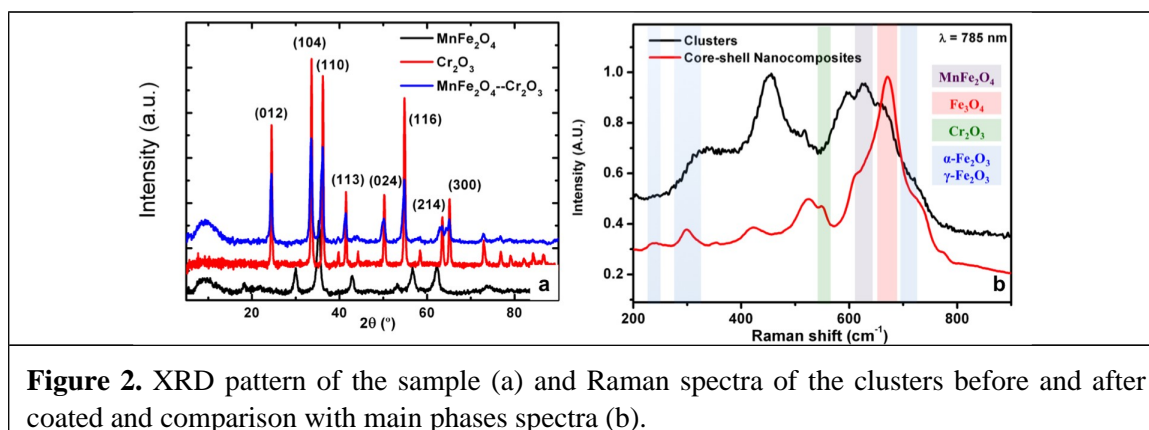 (104)
(110)
(012)
(116)
(113)
(024)
(214)
(300)
MnFe₂O₄
Cr₂O₃
MnFe₂O₄--Cr₂O₃
Intensity (a.u.)
20 40 60 80
2θ (º)
a
Clusters
Core-shell Nanocomposites
λ = 785 nm
MnFe₂O₄
Fe₃O₄
Cr₂O₃
α-Fe₂O₃
γ-Fe₂O₃
1.0
0.8
0.6
0.4
0.2
Intensity (A.U.)
200 400 600 800
Raman shift (cm⁻¹)
b
Figure 2. XRD pattern of the sample (a) and Raman spectra of the clusters before and after
coated and comparison with main phases spectra (b).